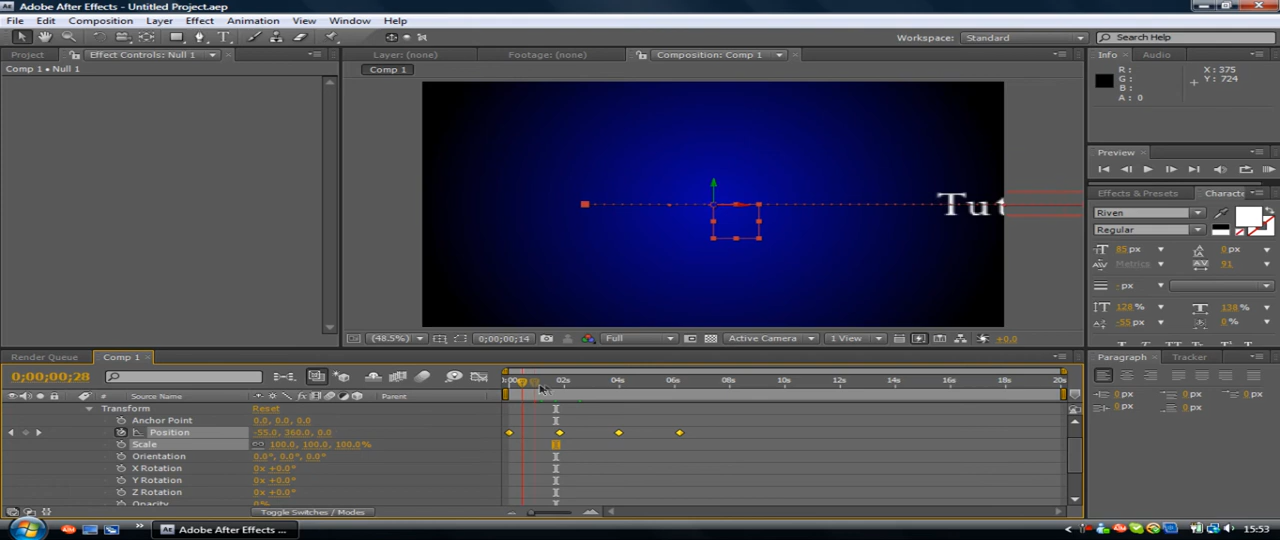 Adobe After Effects - Untitled Project.aep
File Edit Composition Layer Effect Animation View Window Help
Workspace: Standard Search Help
Project Effect Controls: Null 1 Layer: (none) Footage: (none) Composition: Comp 1 Info Audio
Comp 1 • Null 1
Comp 1
R: X: 375
G: Y: 724
B:
A: 0
Preview
Effects & Presets Charact
Riven
Regular
85 px 0 px
Metrics 91
- px
128 % 138 %
-55 px 0 %
Tut
(48.5%) 0;00;00;14 Full Active Camera 1 View +0.0
Render Queue Comp 1 Paragraph Tracker
0;00;00;28
0 px 0 px 0 px
0 px 0 px
02s 04s 06s 08s 10s 12s 14s 16s 18s 20s
Source Name Parent
Transform Reset
Anchor Point 0.0, 0.0, 0.0
Position -55.0, 360.0, 0.0
Scale 100.0, 100.0, 100.0%
Orientation 0.0°, 0.0°, 0.0°
X Rotation 0x +0.0°
Y Rotation 0x +0.0°
Z Rotation 0x +0.0°
Opacity 0%
Toggle Switches / Modes
Adobe After Effects - ... 15:53